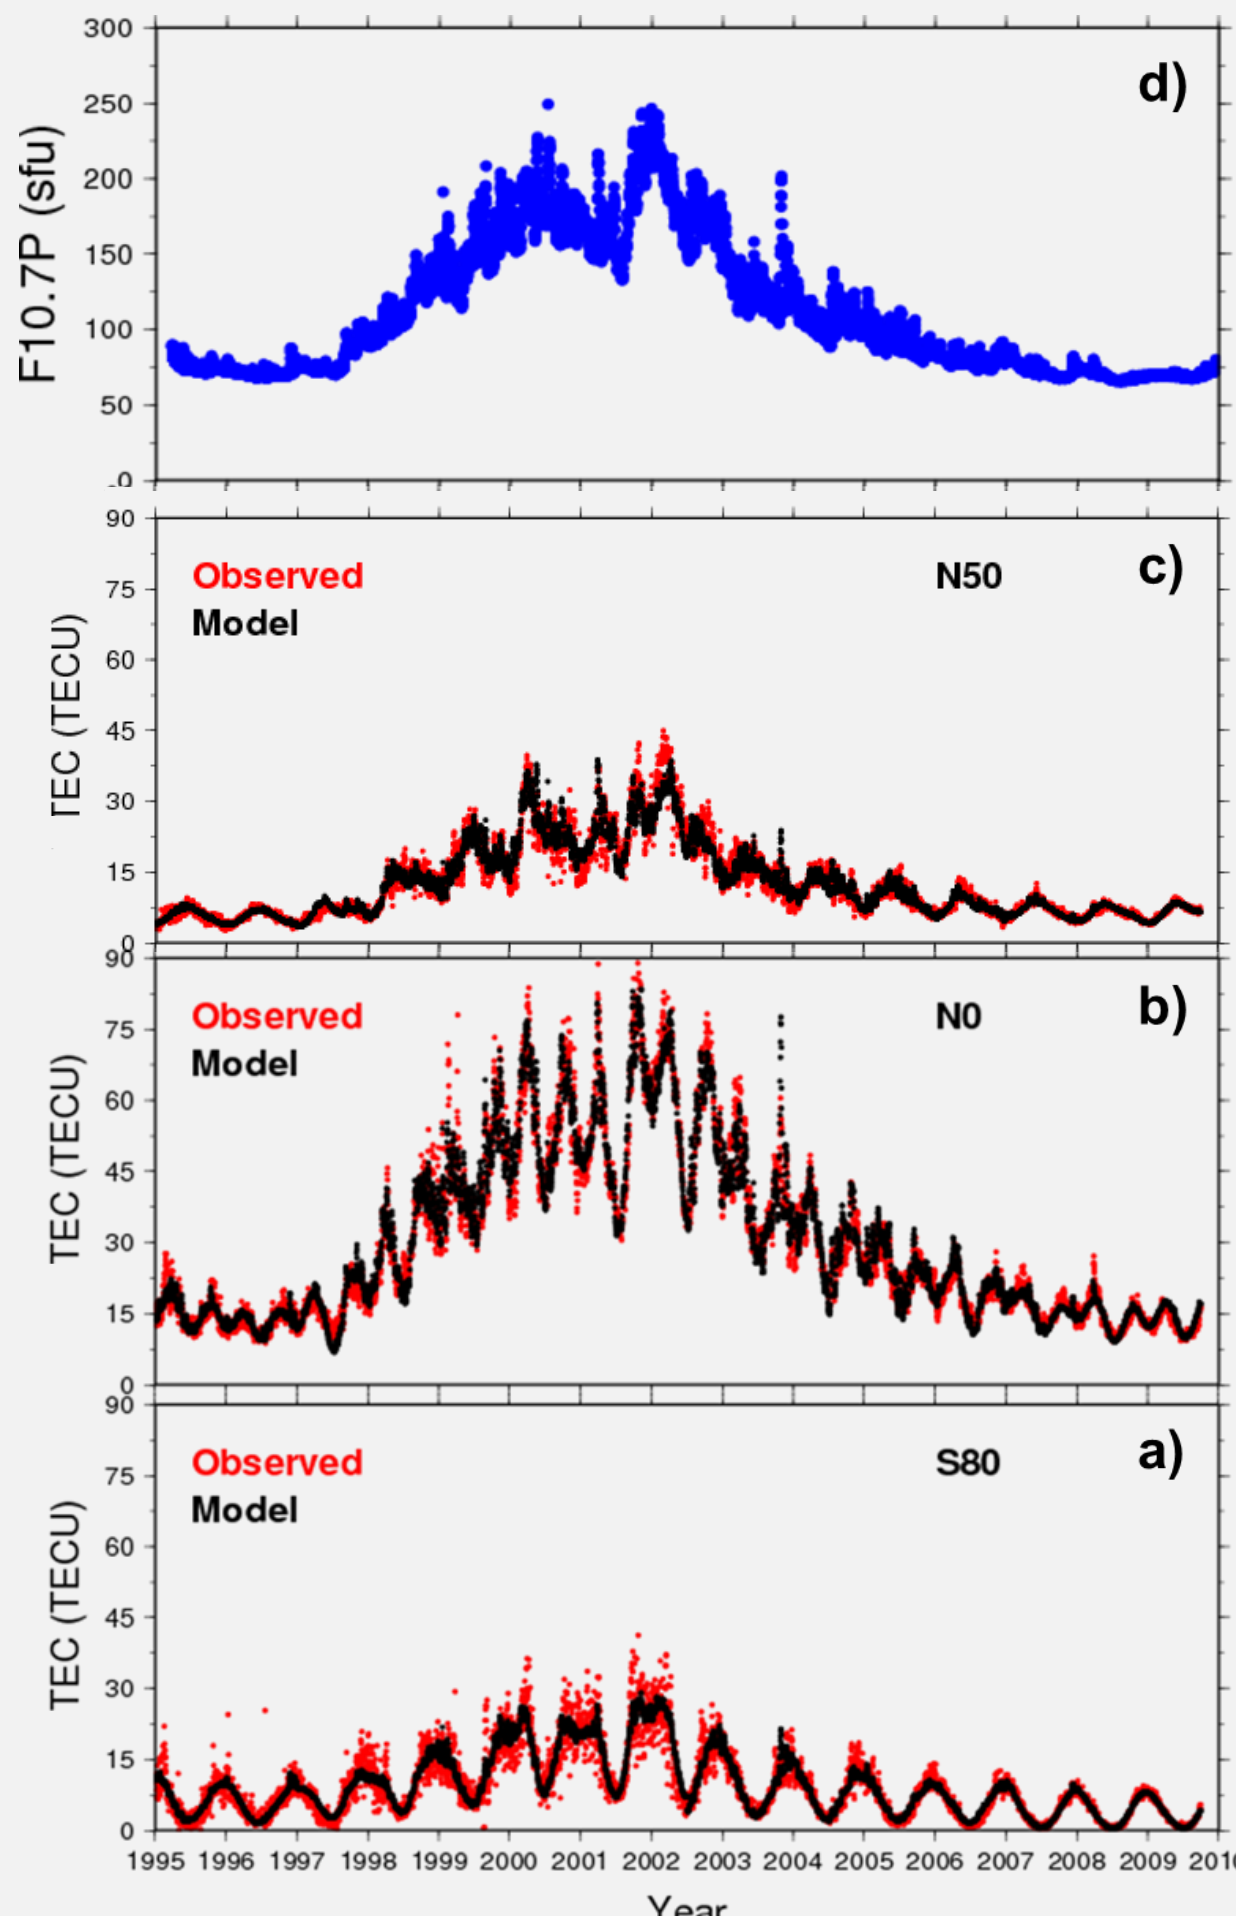 d)
F10.7P (sfu)
300
250
200
150
100
50
0
c)
Observed
Model
N50
TEC (TECU)
90
75
60
45
30
15
0
b)
Observed
Model
N0
TEC (TECU)
90
75
60
45
30
15
0
a)
Observed
Model
S80
TEC (TECU)
90
75
60
45
30
15
0
1995 1996 1997 1998 1999 2000 2001 2002 2003 2004 2005 2006 2007 2008 2009 2010
Year